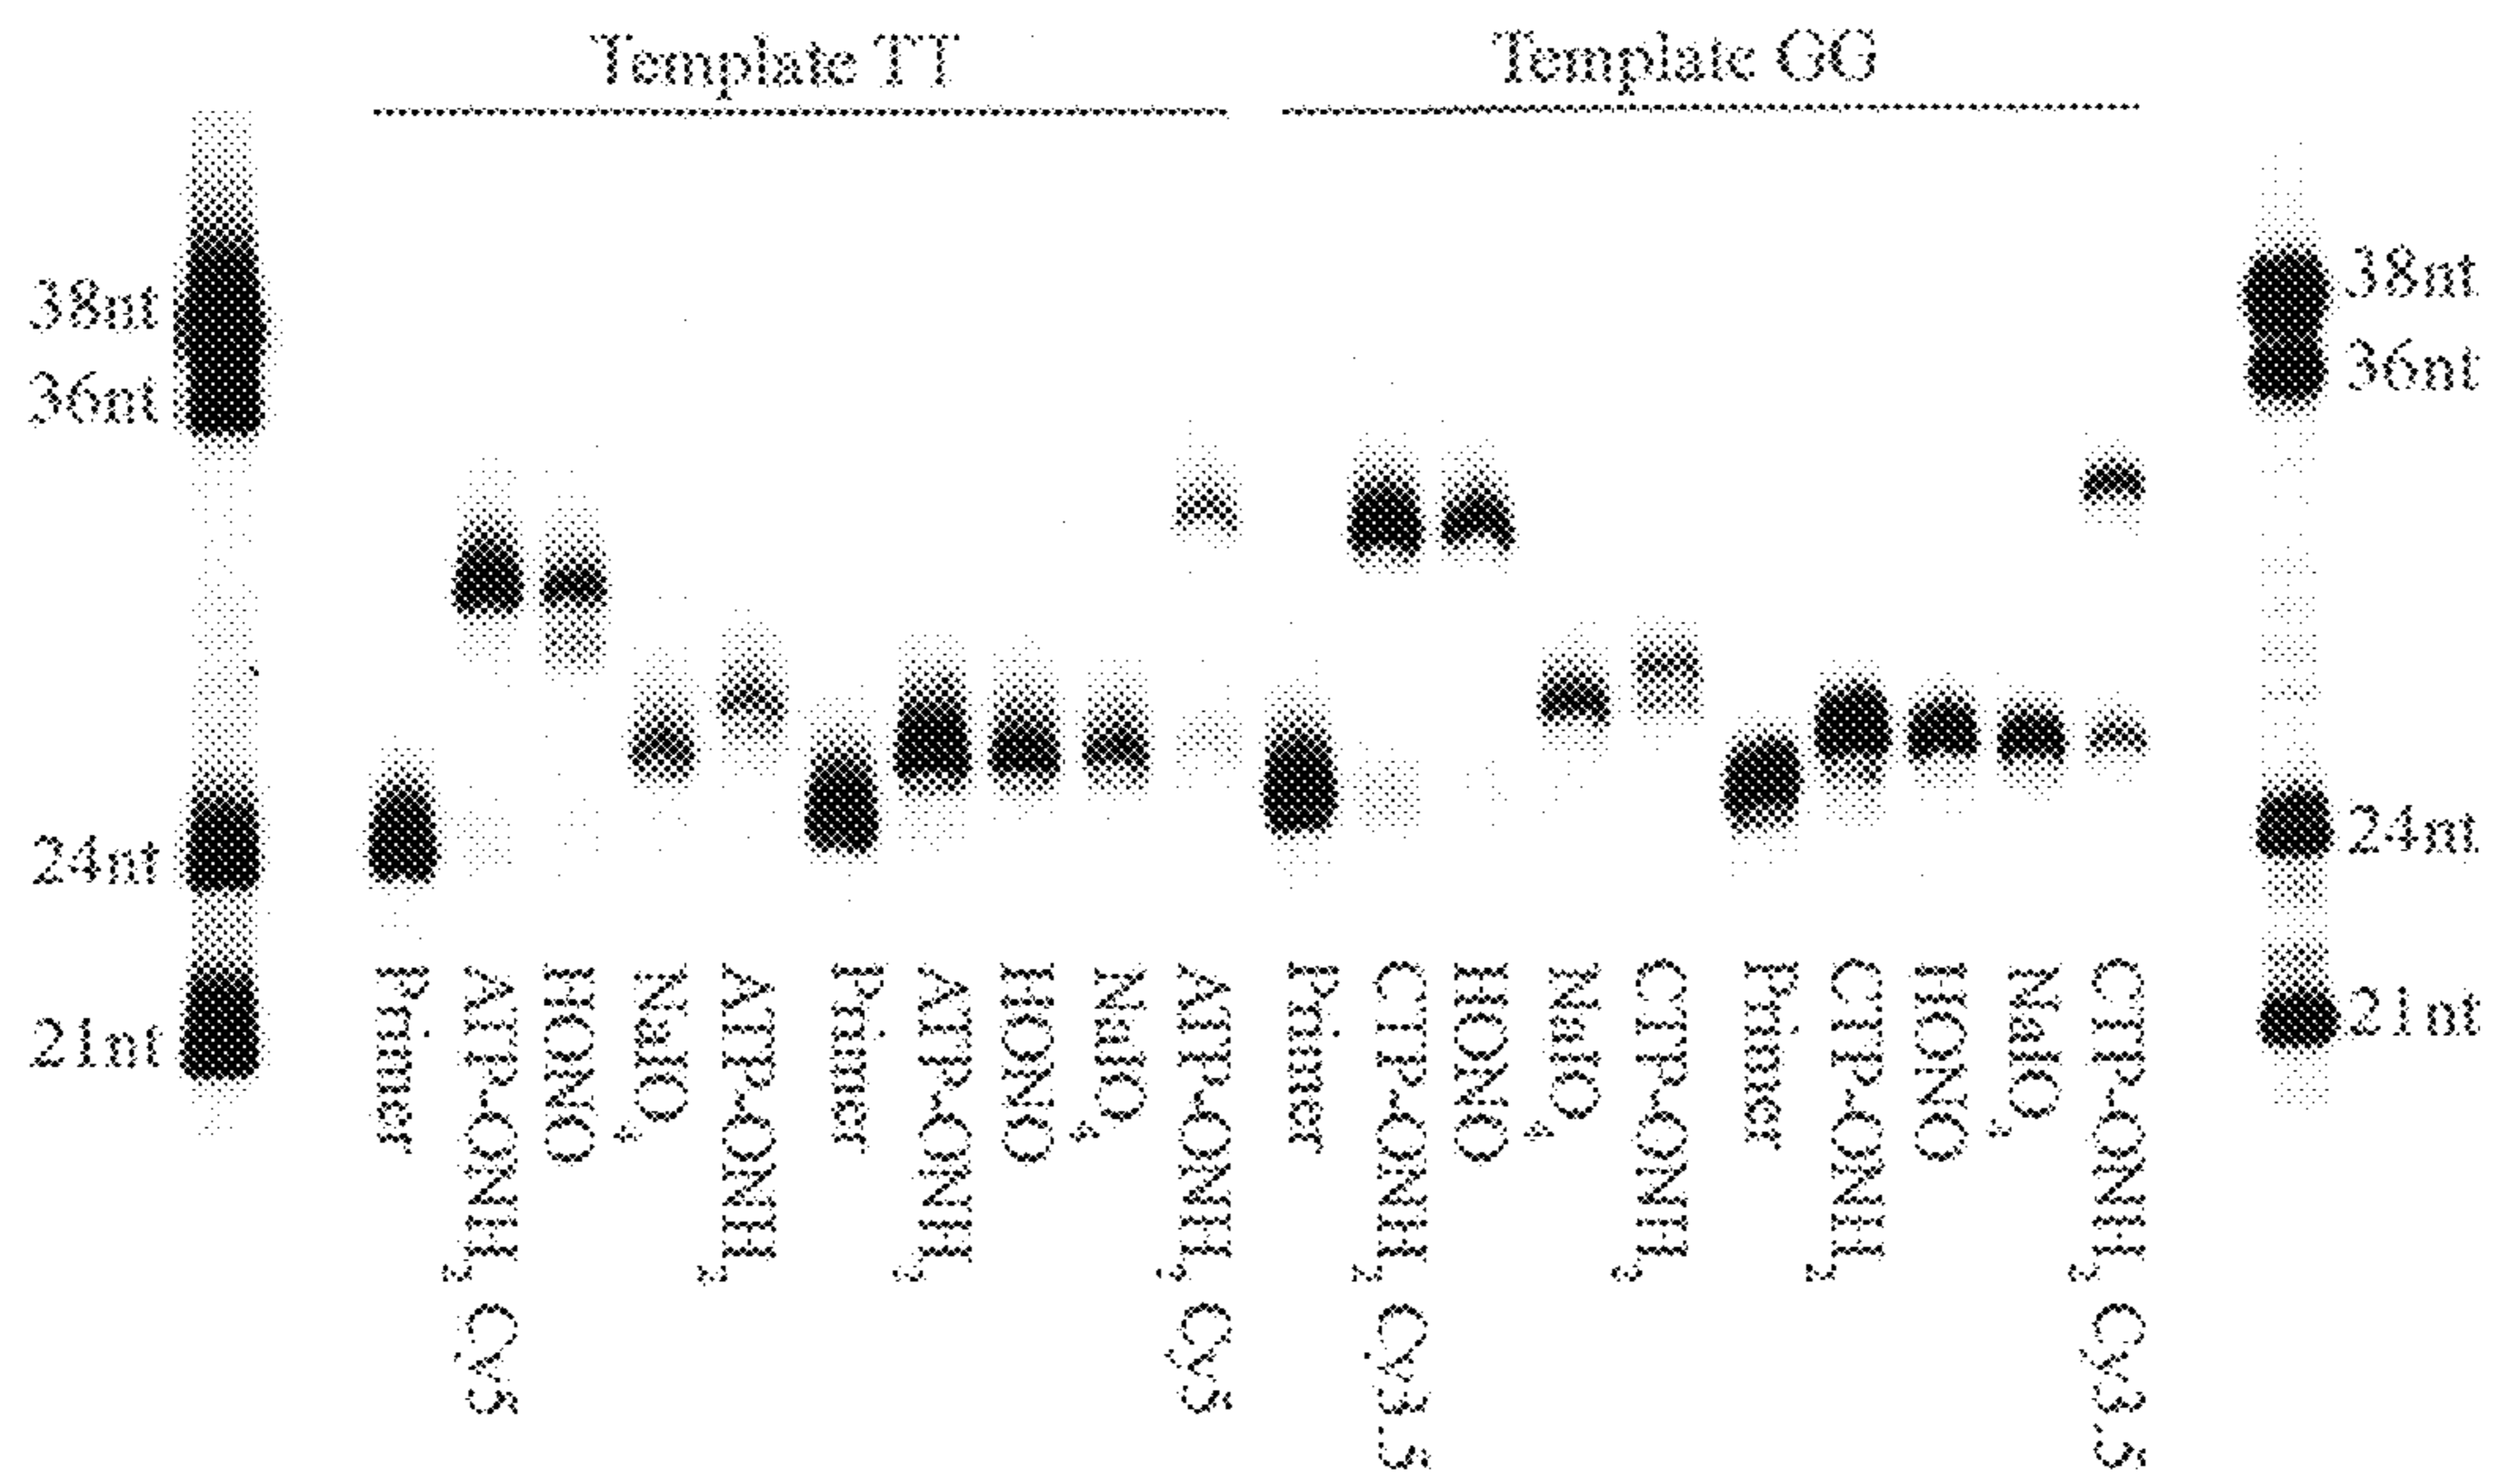 Template TT
Template GG
38nt
36nt
24nt
21nt
38nt
36nt
24nt
21nt
Primer
ATP-ONH₂ Cy5
HONO
NaIO₄
ATP-ONH₂
Primer
ATP-ONH₂
HONO
NaIO₄
ATP-ONH₂ Cy5
Primer
CTP-ONH₂ Cy3.5
HONO
NaIO₄
CTP-ONH₂
Primer
CTP-ONH₂
HONO
NaIO₄
CTP-ONH₂ Cy3.5